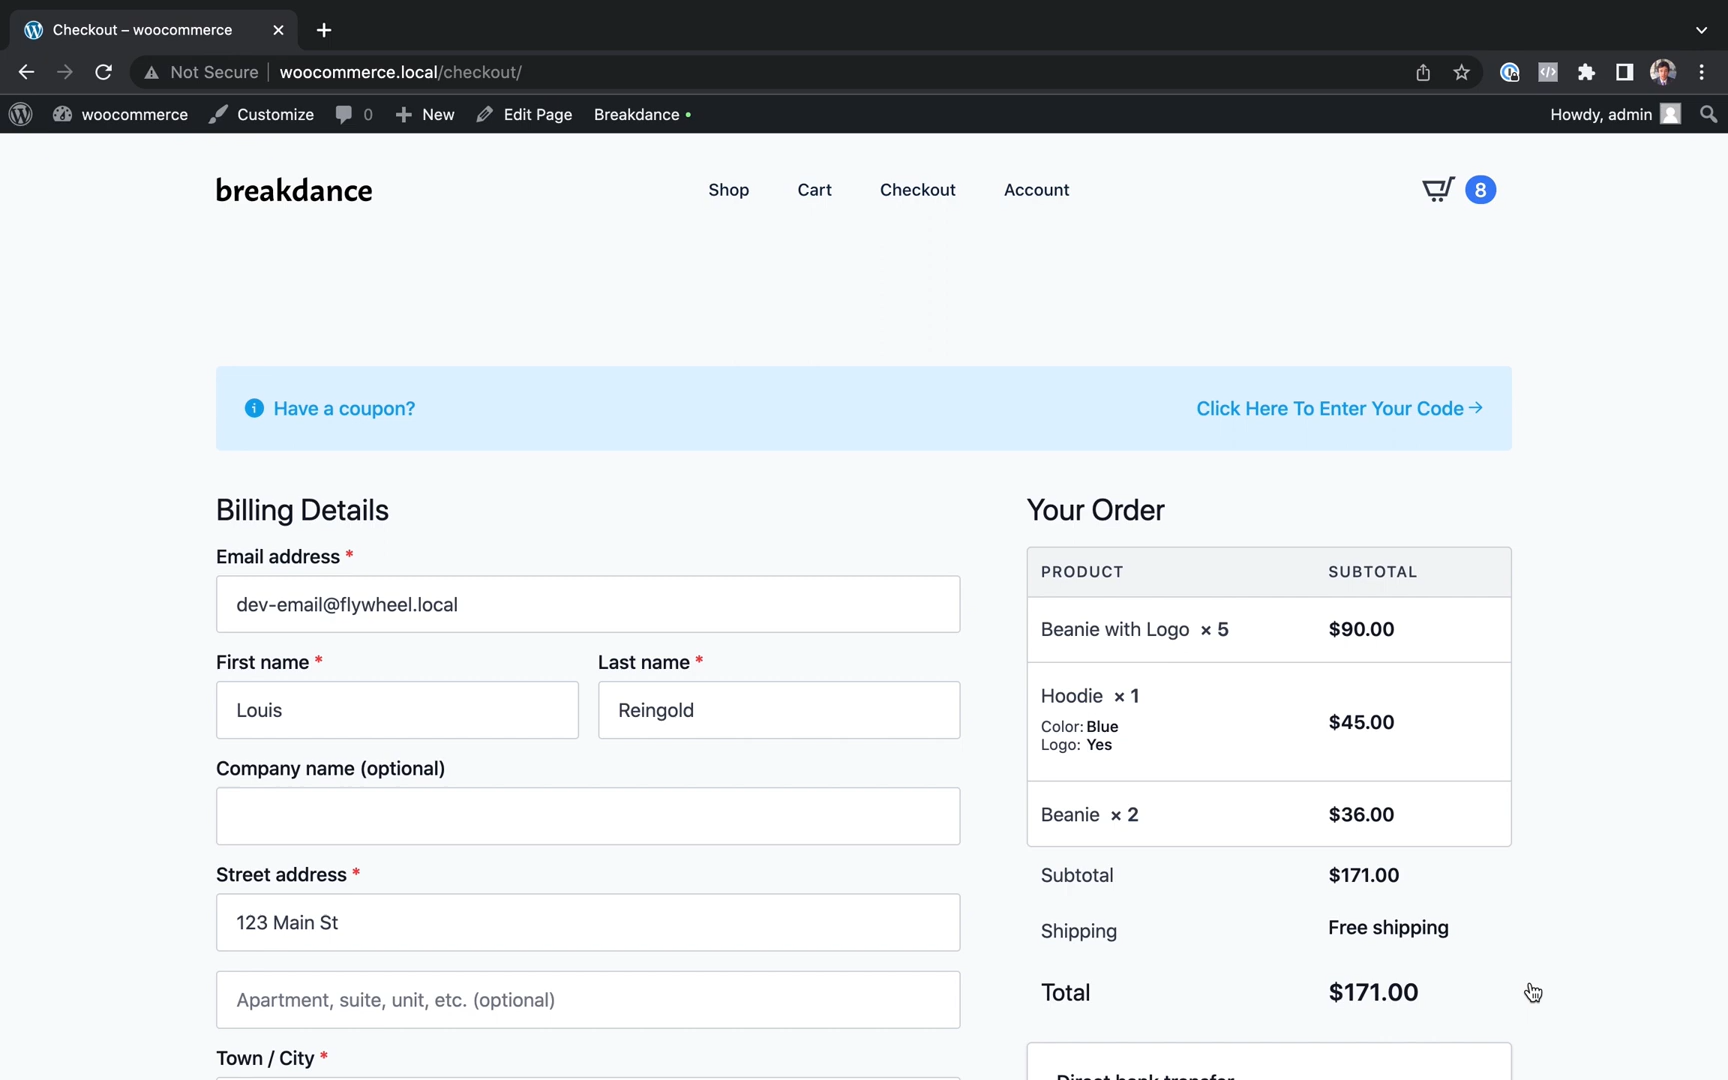 Checkout – woocommerce
Not Secure woocommerce.local/checkout/
woocommerce Customize 0 New Edit Page Breakdance Howdy, admin
breakdance Shop Cart Checkout Account 8
Have a coupon? Click Here To Enter Your Code →
Billing Details
Email address *
dev-email@flywheel.local
First name * Last name *
Louis Reingold
Company name (optional)
Street address *
123 Main St
Apartment, suite, unit, etc. (optional)
Town / City *
Your Order
PRODUCT SUBTOTAL
Beanie with Logo × 5 $90.00
Hoodie × 1
Color: Blue
Logo: Yes
$45.00
Beanie × 2 $36.00
Subtotal $171.00
Shipping Free shipping
Total $171.00
Direct bank transfer